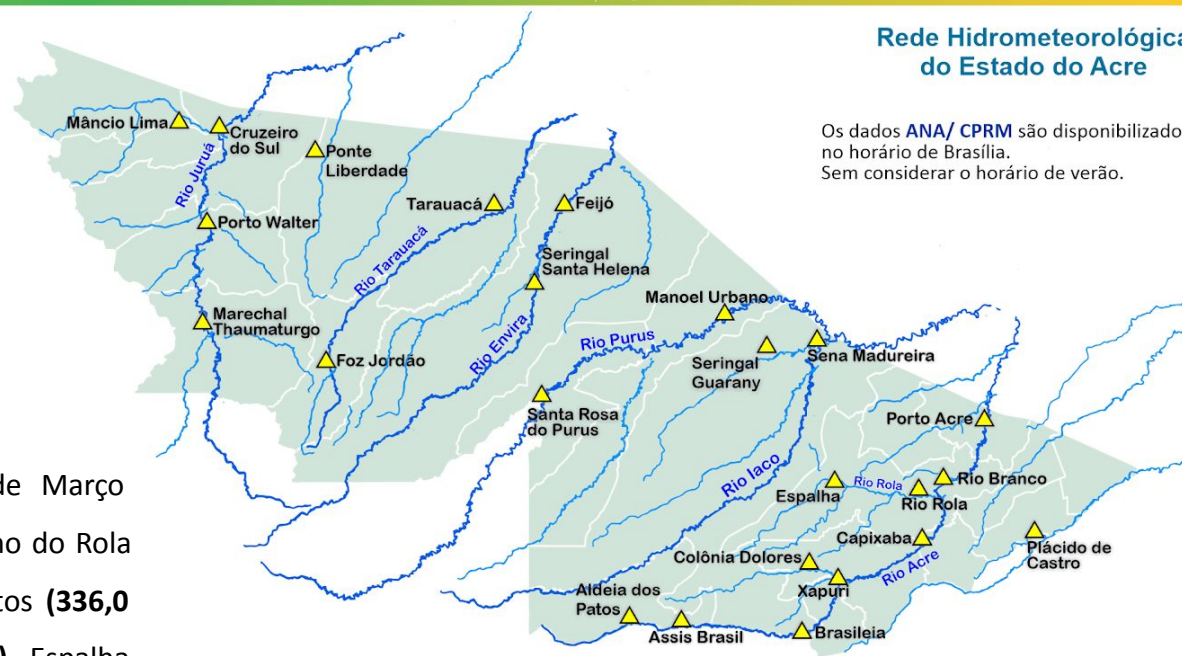 Rede Hidrometeorológica
do Estado do Acre
Os dados ANA/ CPRM são disponibilizado
no horário de Brasília.
Sem considerar o horário de verão.
Mâncio Lima
Cruzeiro
do Sul
Ponte
Liberdade
Rio Juruá
Porto Walter
Tarauacá
Feijó
Rio Tarauacá
Seringal
Santa Helena
Marechal
Thaumaturgo
Foz Jordão
Rio Envira
Manoel Urbano
Rio Purus
Seringal
Guarany
Sena Madureira
Santa Rosa
do Purus
Porto Acre
Rio Iaco
Espalha
Rio Rola
Rio Branco
Rio Rola
Capixaba
Plácido de
Castro
Colônia Dolores
Rio Acre
Xapuri
Aldeia dos
Patos
Assis Brasil
Brasileia
de Março
o do Rola
tos (336,0
Espalha